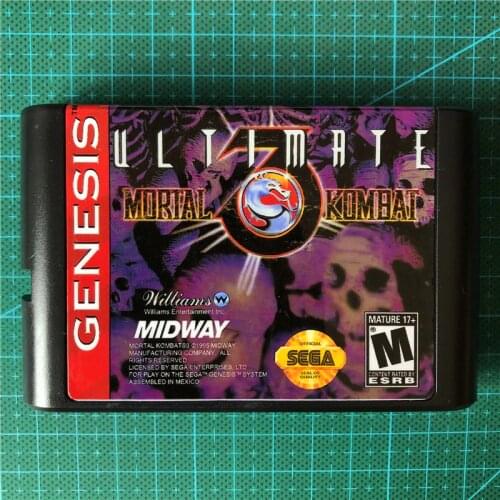 GENESIS
ULTIMATE
MORTAL 3 KOMBAT
Williams
Williams Entertainment Inc.
MIDWAY
MORTAL KOMBAT®3 ©1995 MIDWAY
MANUFACTURING COMPANY. ALL
RIGHTS RESERVED.
LICENSED BY SEGA ENTERPRISES, LTD
FOR PLAY ON THE SEGA™ GENESIS™ SYSTEM.
ASSEMBLED IN MEXICO.
OFFICIAL
SEGA
SEAL OF
QUALITY
MATURE 17+
M
CONTENT RATED BY
ESRB